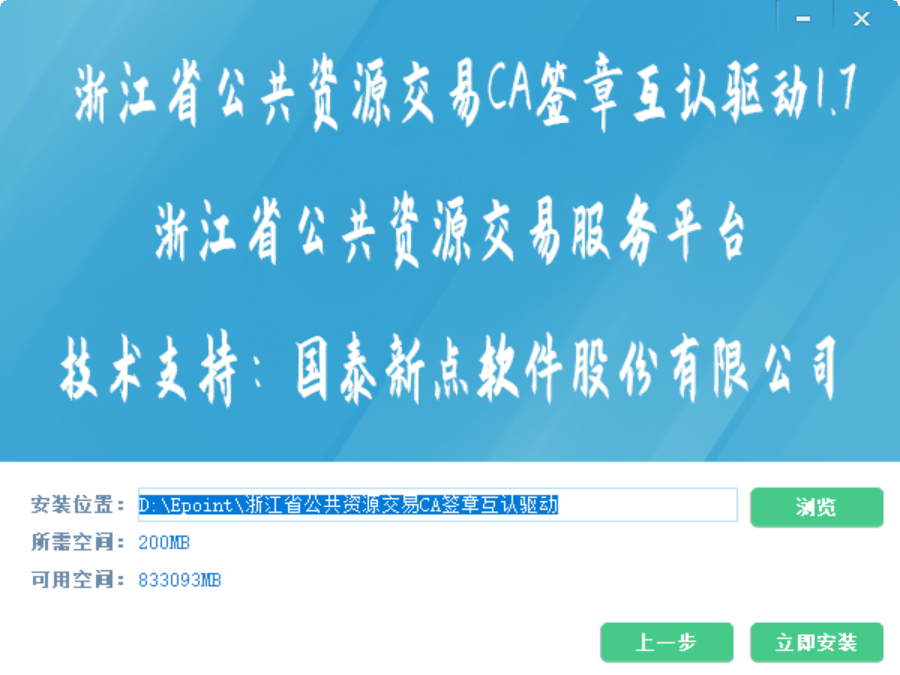 浙江省公共资源交易CA签章互认驱动1.7
浙江省公共资源交易服务平台
技术支持：国泰新点软件股份有限公司
安装位置： D:\Epoint\浙江省公共资源交易CA签章互认驱动 浏览
所需空间： 200MB
可用空间： 833093MB
上一步 立即安装